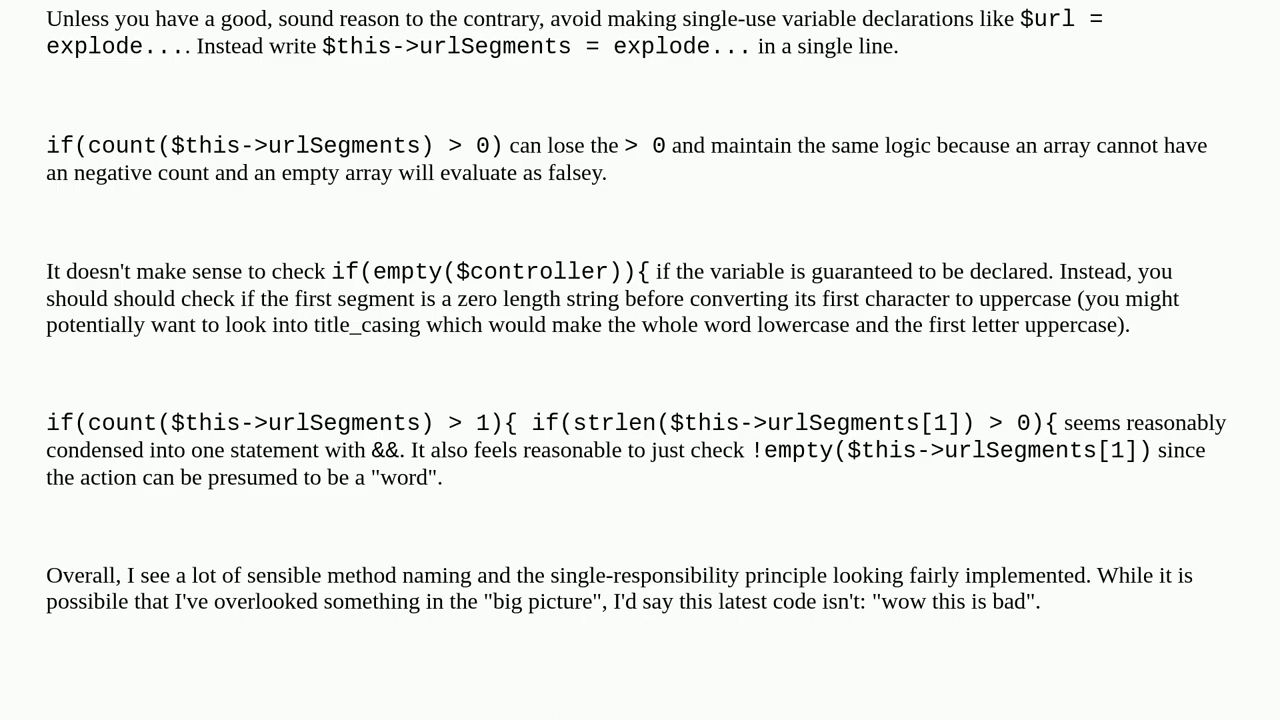 Unless you have a good, sound reason to the contrary, avoid making single-use variable declarations like $url =
explode.... Instead write $this->urlSegments = explode... in a single line.
if(count($this->urlSegments) > 0) can lose the > 0 and maintain the same logic because an array cannot have
an negative count and an empty array will evaluate as falsey.
It doesn't make sense to check if(empty($controller)){ if the variable is guaranteed to be declared. Instead, you
should should check if the first segment is a zero length string before converting its first character to uppercase (you might
potentially want to look into title_casing which would make the whole word lowercase and the first letter uppercase).
if(count($this->urlSegments) > 1){ if(strlen($this->urlSegments[1]) > 0){ seems reasonably
condensed into one statement with &&. It also feels reasonable to just check !empty($this->urlSegments[1]) since
the action can be presumed to be a "word".
Overall, I see a lot of sensible method naming and the single-responsibility principle looking fairly implemented. While it is
possibile that I've overlooked something in the "big picture", I'd say this latest code isn't: "wow this is bad".